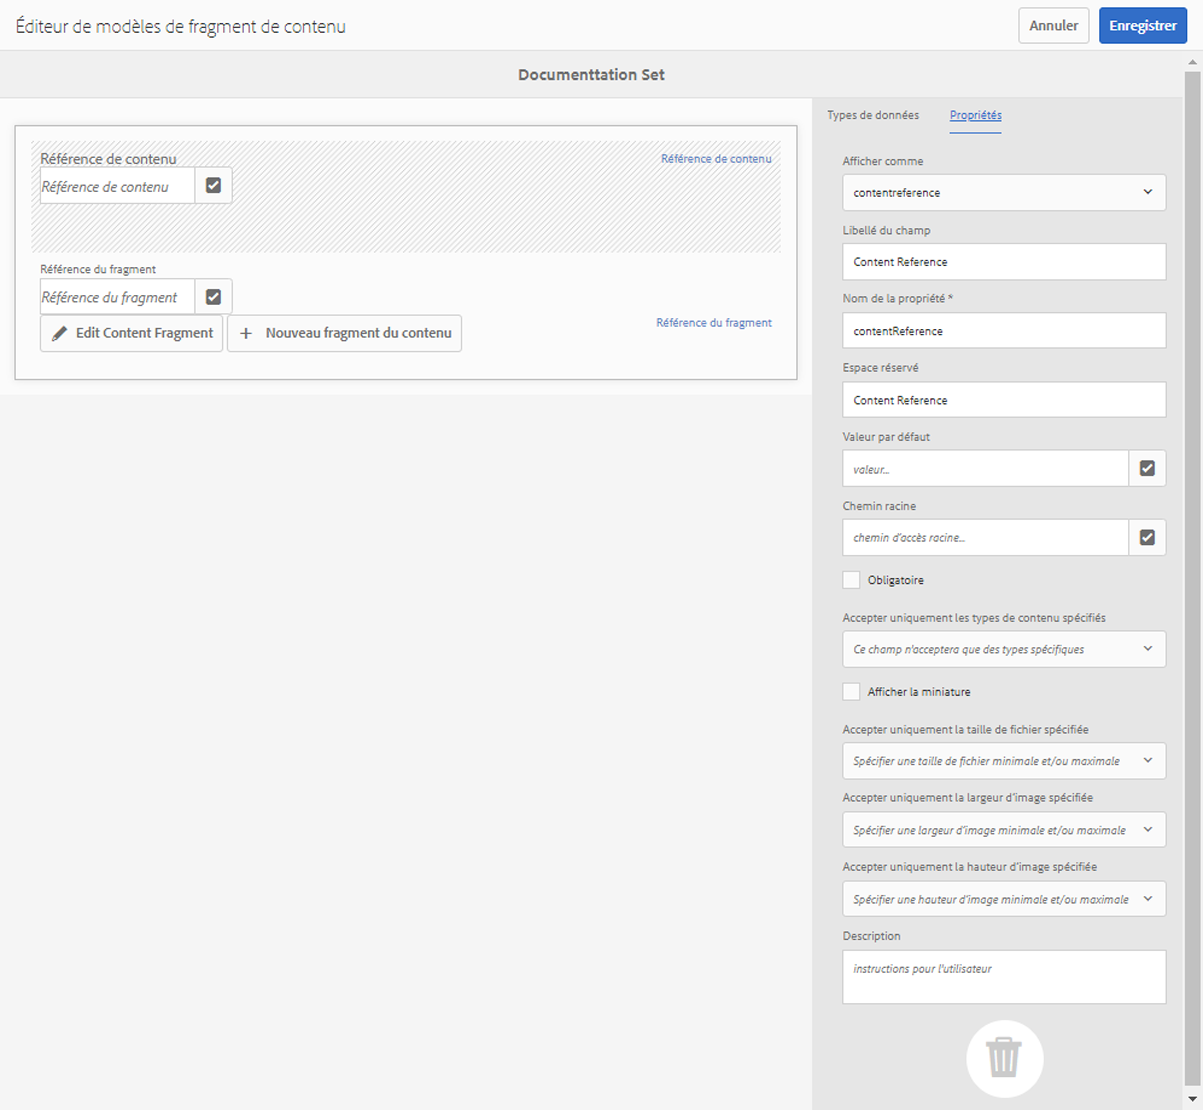 Éditeur de modèles de fragment de contenu
Annuler
Enregistrer
Documenttation Set
Référence de contenu
Référence de contenu
Référence de contenu
Référence du fragment
Référence du fragment
Edit Content Fragment
Nouveau fragment du contenu
Référence du fragment
Types de données
Propriétés
Afficher comme
contentreference
Libellé du champ
Content Reference
Nom de la propriété *
contentReference
Espace réservé
Content Reference
Valeur par défaut
valeur...
Chemin racine
chemin d'accès racine...
Obligatoire
Accepter uniquement les types de contenu spécifiés
Ce champ n'acceptera que des types spécifiques
Afficher la miniature
Accepter uniquement la taille de fichier spécifiée
Spécifier une taille de fichier minimale et/ou maximale
Accepter uniquement la largeur d'image spécifiée
Spécifier une largeur d'image minimale et/ou maximale
Accepter uniquement la hauteur d'image spécifiée
Spécifier une hauteur d'image minimale et/ou maximale
Description
instructions pour l'utilisateur